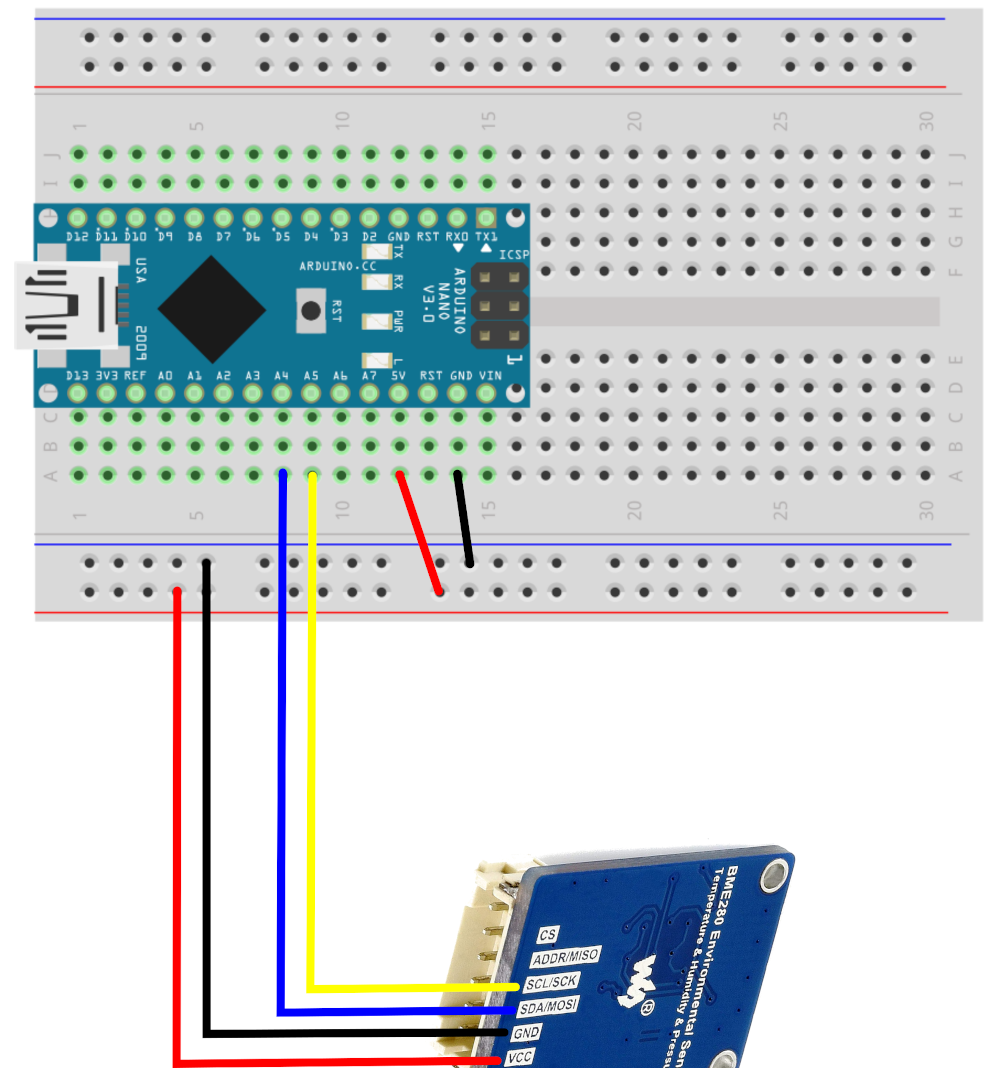 1 5 10 15 20 25 30
J J
I I
H
G
F
D12 D11 D10 D9 D8 D7 D6 D5 D4 D3 D2 GND RST RX0 TX1
ICSP
TX
RX
PWR
L
ARDUINO.CC
RST
ARDUINO
NANO
V3.0
USA
2009
1
D13 3V3 REF A0 A1 A2 A3 A4 A5 A6 A7 5V RST GND VIN
E
D
C C
B B
A A
1 5 10 15 20 25 30
BME280 Environmental Sen
Temperature & Humidity & Pressu
CS
ADDR/MISO
SCL/SCK
SDA/MOSI
GND
VCC
®